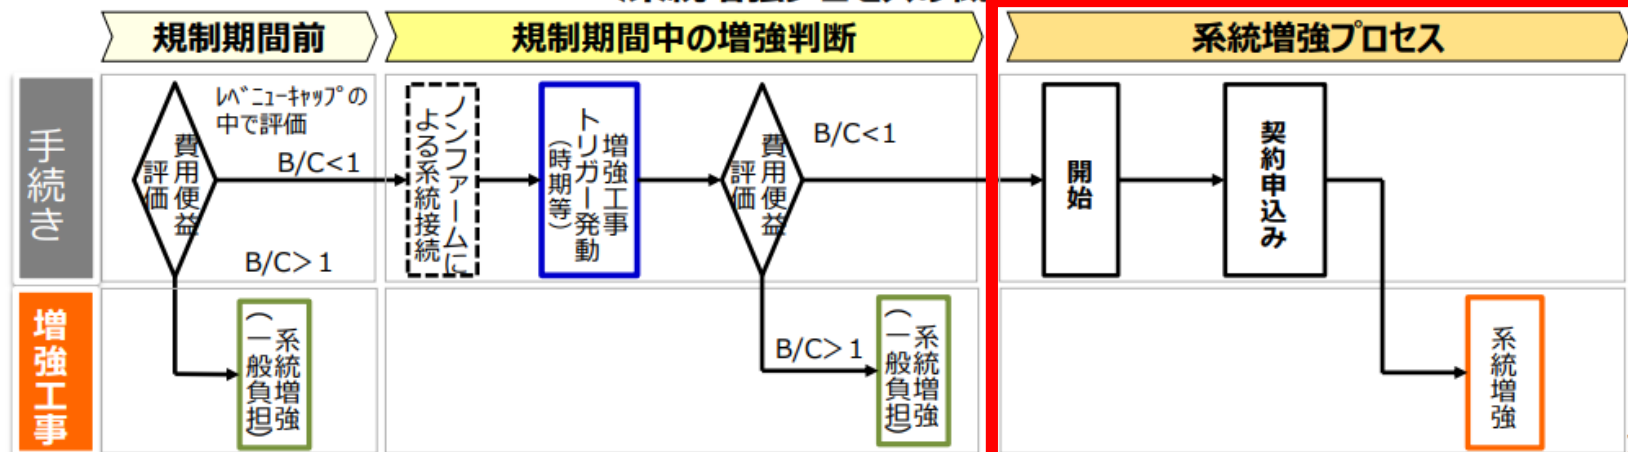 規制期間前
規制期間中の増強判断
系統増強プロセス
手続き
費用便益
評価
ﾚﾍﾞﾆｭｰｷｬｯﾌﾟの
中で評価
B/C<1
B/C>1
ノンファームに
よる系統接続
増強工事
トリガー発動
(時期等)
費用便益
評価
B/C<1
B/C>1
開始
契約申込み
増強工事
系統増強
(一般負担)
系統増強
(一般負担)
系統増強